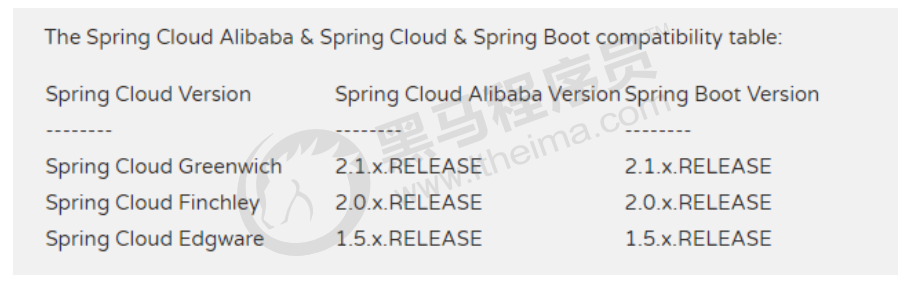 The Spring Cloud Alibaba & Spring Cloud & Spring Boot compatibility table:
Spring Cloud Version Spring Cloud Alibaba Version Spring Boot Version
-------- -------- --------
Spring Cloud Greenwich 2.1.x.RELEASE 2.1.x.RELEASE
Spring Cloud Finchley 2.0.x.RELEASE 2.0.x.RELEASE
Spring Cloud Edgware 1.5.x.RELEASE 1.5.x.RELEASE
黑马程序员™
www.itheima.com